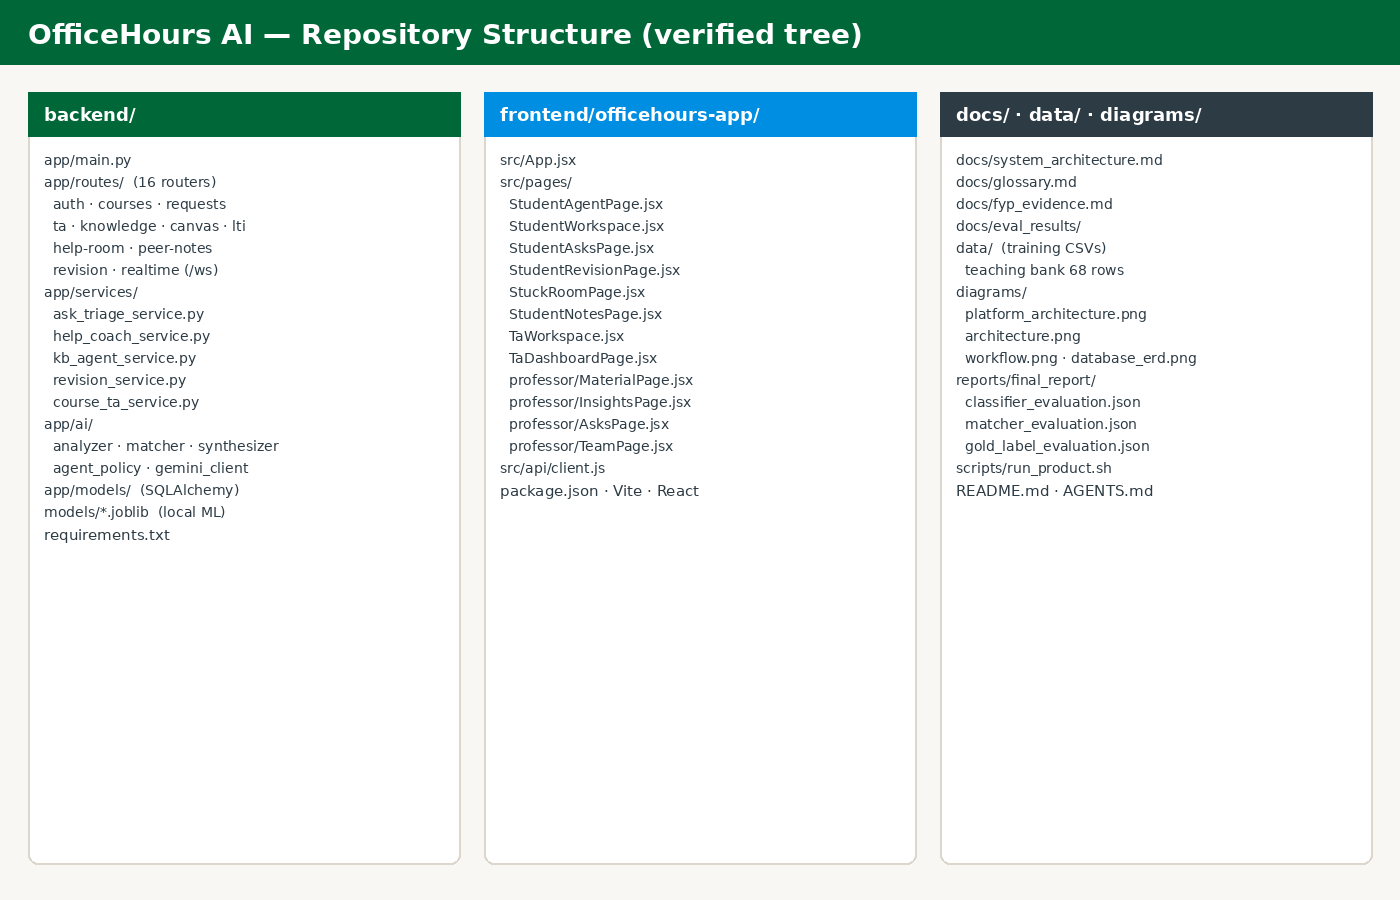 OfficeHours AI — Repository Structure (verified tree)
backend/
app/main.py
app/routes/  (16 routers)
auth · courses · requests
ta · knowledge · canvas · lti
help-room · peer-notes
revision · realtime (/ws)
app/services/
ask_triage_service.py
help_coach_service.py
kb_agent_service.py
revision_service.py
course_ta_service.py
app/ai/
analyzer · matcher · synthesizer
agent_policy · gemini_client
app/models/  (SQLAlchemy)
models/*.joblib  (local ML)
requirements.txt
frontend/officehours-app/
src/App.jsx
src/pages/
StudentAgentPage.jsx
StudentWorkspace.jsx
StudentAsksPage.jsx
StudentRevisionPage.jsx
StuckRoomPage.jsx
StudentNotesPage.jsx
TaWorkspace.jsx
TaDashboardPage.jsx
professor/MaterialPage.jsx
professor/InsightsPage.jsx
professor/AsksPage.jsx
professor/TeamPage.jsx
src/api/client.js
package.json · Vite · React
docs/ · data/ · diagrams/
docs/system_architecture.md
docs/glossary.md
docs/fyp_evidence.md
docs/eval_results/
data/  (training CSVs)
teaching bank 68 rows
diagrams/
platform_architecture.png
architecture.png
workflow.png · database_erd.png
reports/final_report/
classifier_evaluation.json
matcher_evaluation.json
gold_label_evaluation.json
scripts/run_product.sh
README.md · AGENTS.md